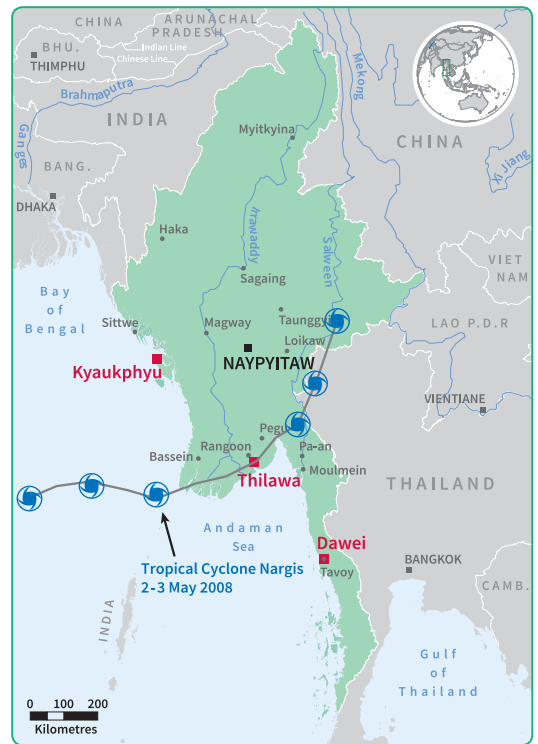 CHINA
ARUNACHAL
PRADESH
BHU.
Indian Line
Chinese Line
THIMPHU
Brahmaputra
Mekong
INDIA
Ganges
Myitkyina
CHINA
Xi Jiang
BANG.
DHAKA
Haka
Irrawaddy
Salween
Sagaing
VIET
NAM
Bay
of
Bengal
Sittwe
Magway
Taunggyi
LAO P.D.R
Loikaw
NAYPYITAW
Kyaukphyu
VIENTIANE
Pegu
Rangoon
Pa-an
Bassein
Moulmein
Thilawa
THAILAND
Andaman
Sea
Dawei
Tropical Cyclone Nargis
2-3 May 2008
Tavoy
BANGKOK
CAMB.
INDIA
Gulf
of
Thailand
0 100 200
Kilometres